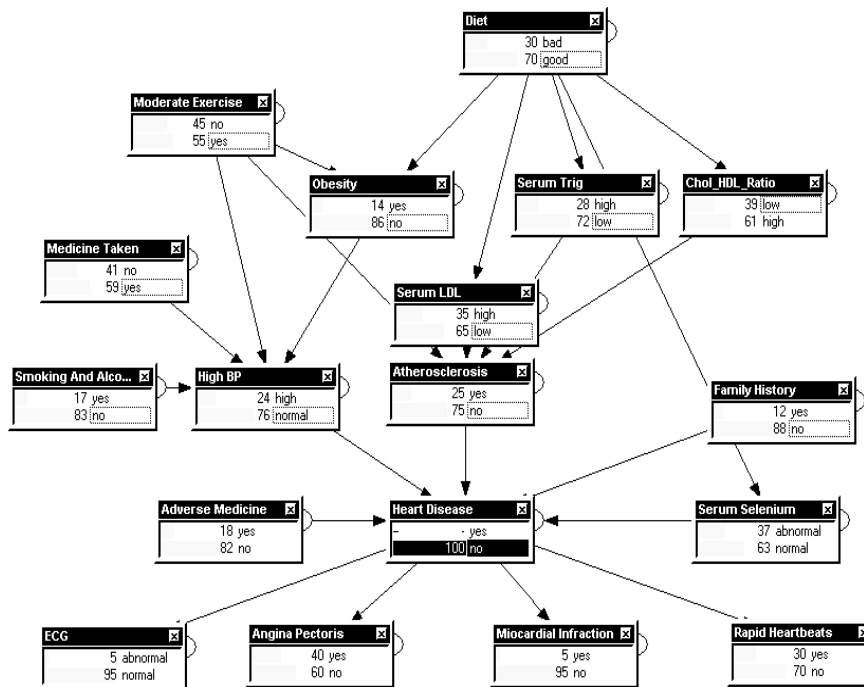 Diet
30 bad
70 good
Moderate Exercise
45 no
55 yes
Obesity
14 yes
86 no
Serum Trig
28 high
72 low
Chol_HDL_Ratio
39 low
61 high
Medicine Taken
41 no
59 yes
Serum LDL
35 high
65 low
Smoking And Alco...
17 yes
83 no
High BP
24 high
76 normal
Atherosclerosis
25 yes
75 no
Family History
12 yes
88 no
Adverse Medicine
18 yes
82 no
Heart Disease
- - yes
100 no
Serum Selenium
37 abnormal
63 normal
ECG
5 abnormal
95 normal
Angina Pectoris
40 yes
60 no
Miocardial Infraction
5 yes
95 no
Rapid Heartbeats
30 yes
70 no